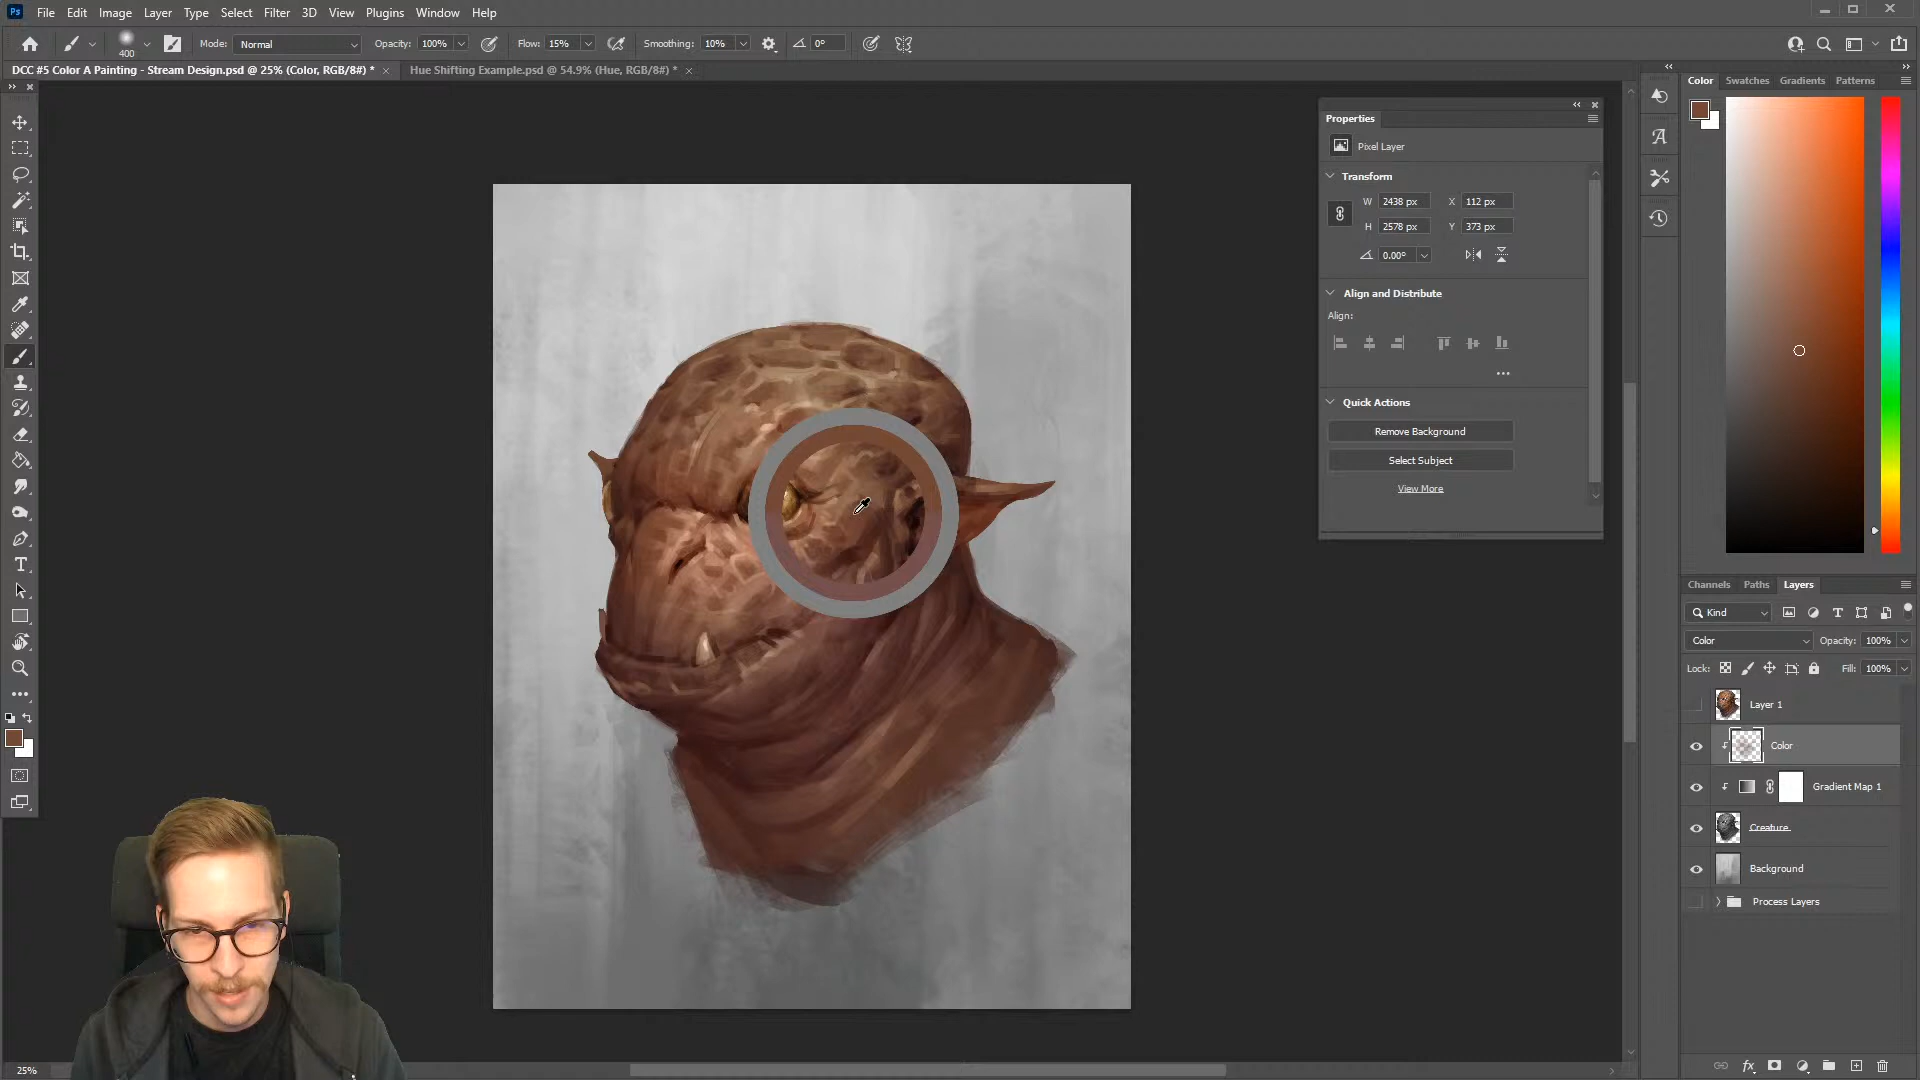 Ps File Edit Image Layer Type Select Filter 3D View Plugins Window Help
400 Mode: Normal Opacity: 100% Flow: 15% Smoothing: 10% 0°
DCC #5 Color A Painting - Stream Design.psd @ 25% (Color, RGB/8#) * Hue Shifting Example.psd @ 54.9% (Hue, RGB/8#) *
Color Swatches Gradients Patterns
Properties
Pixel Layer
Transform
W 2438 px X 112 px
H 2578 px Y 373 px
0.00°
Align and Distribute
Align:
Quick Actions
Remove Background
Select Subject
View More
Channels Paths Layers
Kind
Color Opacity: 100%
Lock: Fill: 100%
Layer 1
Color
Gradient Map 1
Creature
Background
Process Layers
fx
25%